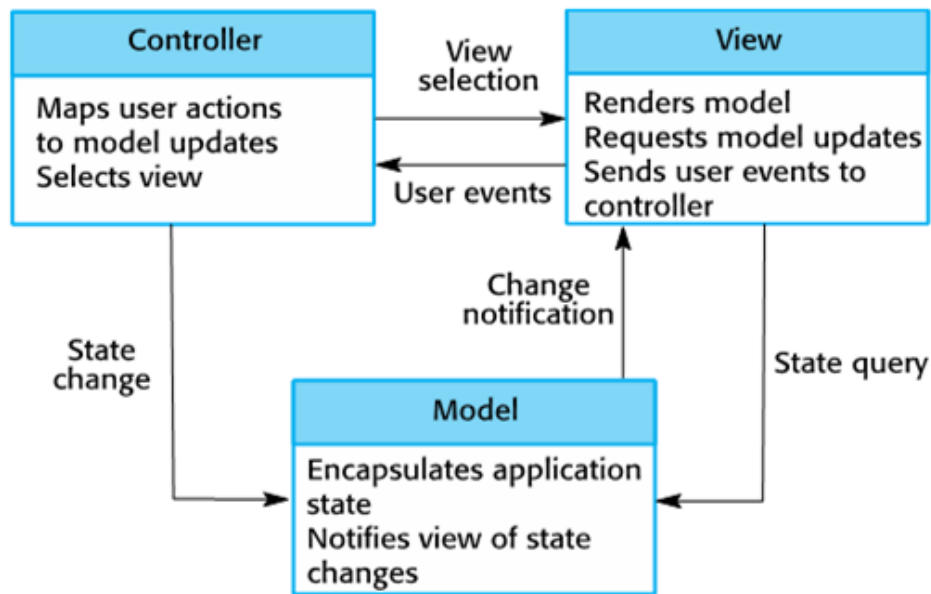 Controller
Maps user actions
to model updates
Selects view
View
selection
User events
View
Renders model
Requests model updates
Sends user events to
controller
State
change
Change
notification
State query
Model
Encapsulates application
state
Notifies view of state
changes